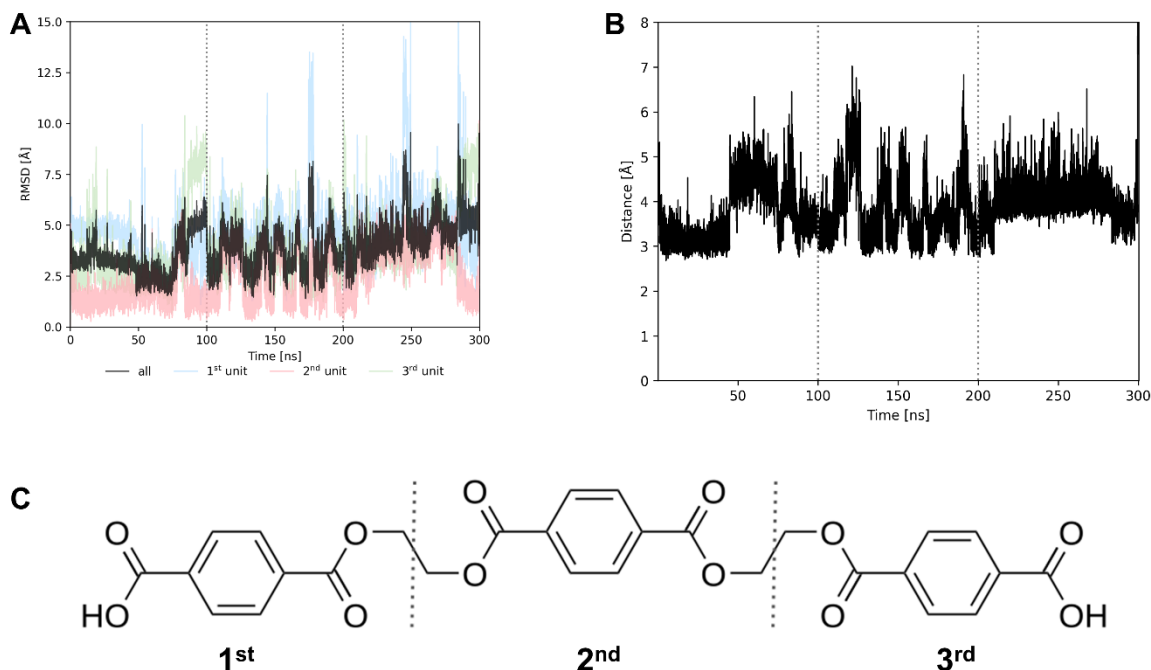 A
B
15.0
12.5
10.0
7.5
5.0
2.5
0.0
RMSD [Å]
0 50 100 150 200 250 300
Time [ns]
all 1st unit 2nd unit 3rd unit
8
7
6
5
4
3
2
1
0
Distance [Å]
50 100 150 200 250 300
Time [ns]
C
O O O O O
HO O O O O OH
1st 2nd 3rd